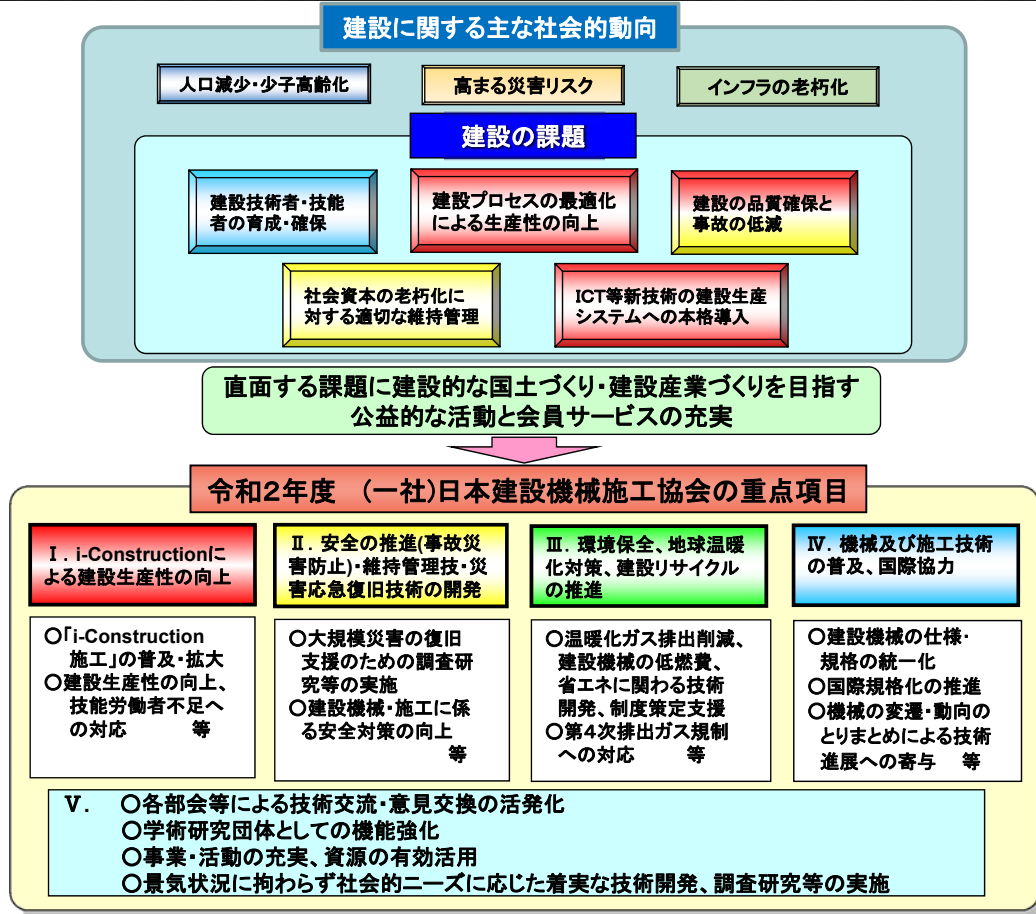 建設に関する主な社会的動向
人口減少・少子高齢化
高まる災害リスク
インフラの老朽化
建設の課題
建設技術者・技能
者の育成・確保
建設プロセスの最適化
による生産性の向上
建設の品質確保と
事故の低減
社会資本の老朽化に
対する適切な維持管理
ICT等新技術の建設生産
システムへの本格導入
直面する課題に建設的な国土づくり・建設産業づくりを目指す
公益的な活動と会員サービスの充実
令和2年度　(一社)日本建設機械施工協会の重点項目
Ⅰ. i-Constructionに
よる建設生産性の向上
○「i-Construction
施工」の普及・拡大
○建設生産性の向上、
技能労働者不足へ
の対応　　等
Ⅱ. 安全の推進(事故災
害防止)・維持管理技・災
害応急復旧技術の開発
○大規模災害の復旧
支援のための調査研
究等の実施
○建設機械・施工に係
る安全対策の向上
等
Ⅲ. 環境保全、地球温暖
化対策、建設リサイクル
の推進
○温暖化ガス排出削減、
建設機械の低燃費、
省エネに関わる技術
開発、制度策定支援
○第4次排出ガス規制
への対応　　等
Ⅳ. 機械及び施工技術
の普及、国際協力
○建設機械の仕様・
規格の統一化
○国際規格化の推進
○機械の変遷・動向の
とりまとめによる技術
進展への寄与　等
Ⅴ.　○各部会等による技術交流・意見交換の活発化
○学術研究団体としての機能強化
○事業・活動の充実、資源の有効活用
○景気状況に拘わらず社会的ニーズに応じた着実な技術開発、調査研究等の実施